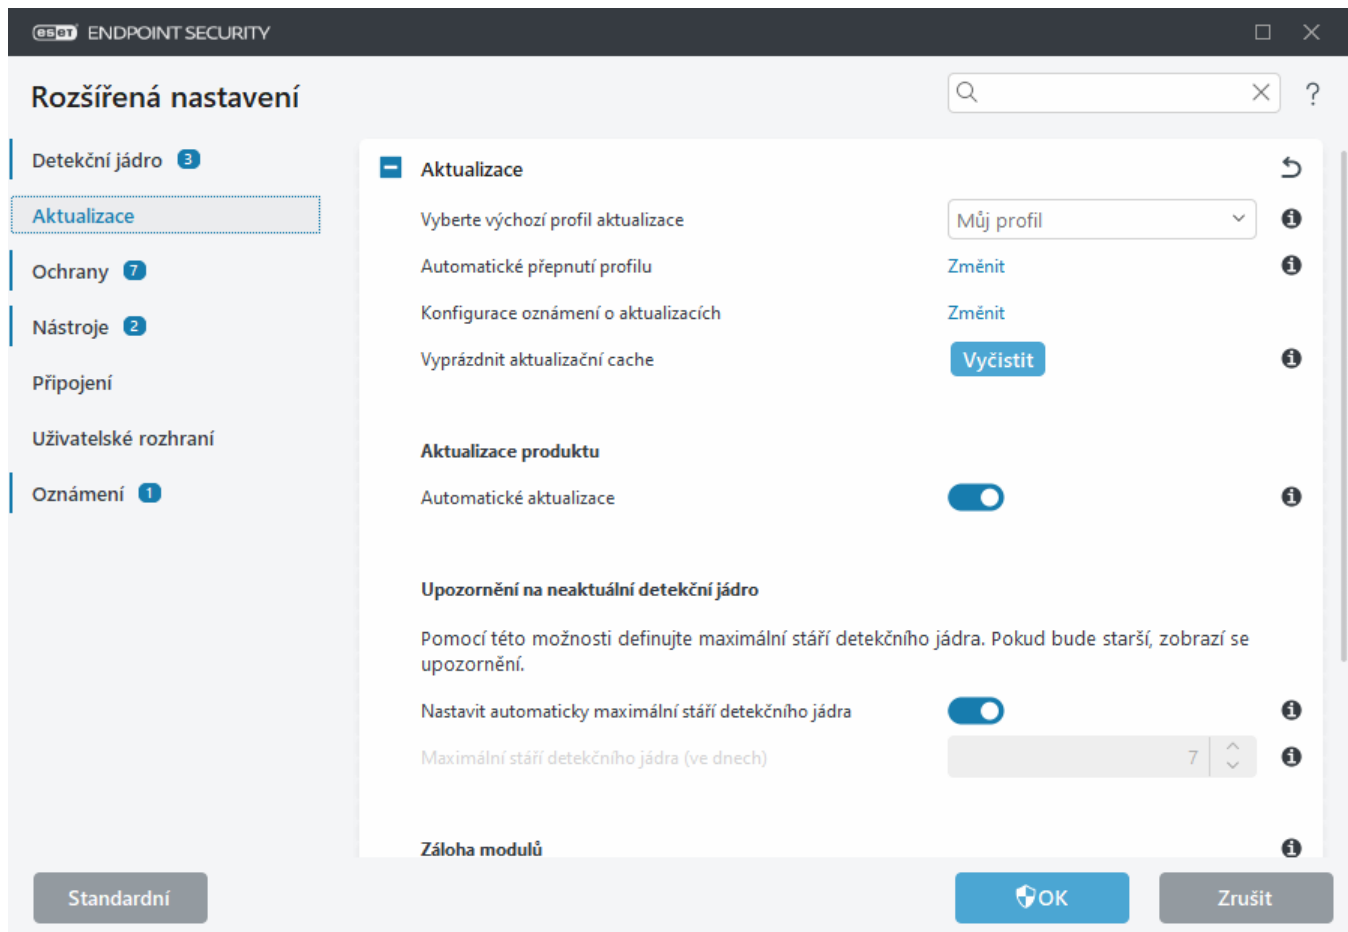 eset ENDPOINT SECURITY
Rozšířená nastavení
?
Detekční jádro 3
Aktualizace
Ochrany 7
Nástroje 2
Připojení
Uživatelské rozhraní
Oznámení 1
Aktualizace
Vyberte výchozí profil aktualizace Můj profil
Automatické přepnutí profilu Změnit
Konfigurace oznámení o aktualizacích Změnit
Vyprázdnit aktualizační cache Vyčistit
Aktualizace produktu
Automatické aktualizace
Upozornění na neaktuální detekční jádro
Pomocí této možnosti definujte maximální stáří detekčního jádra. Pokud bude starší, zobrazí se
upozornění.
Nastavit automaticky maximální stáří detekčního jádra
Maximální stáří detekčního jádra (ve dnech) 7
Záloha modulů
Standardní OK Zrušit